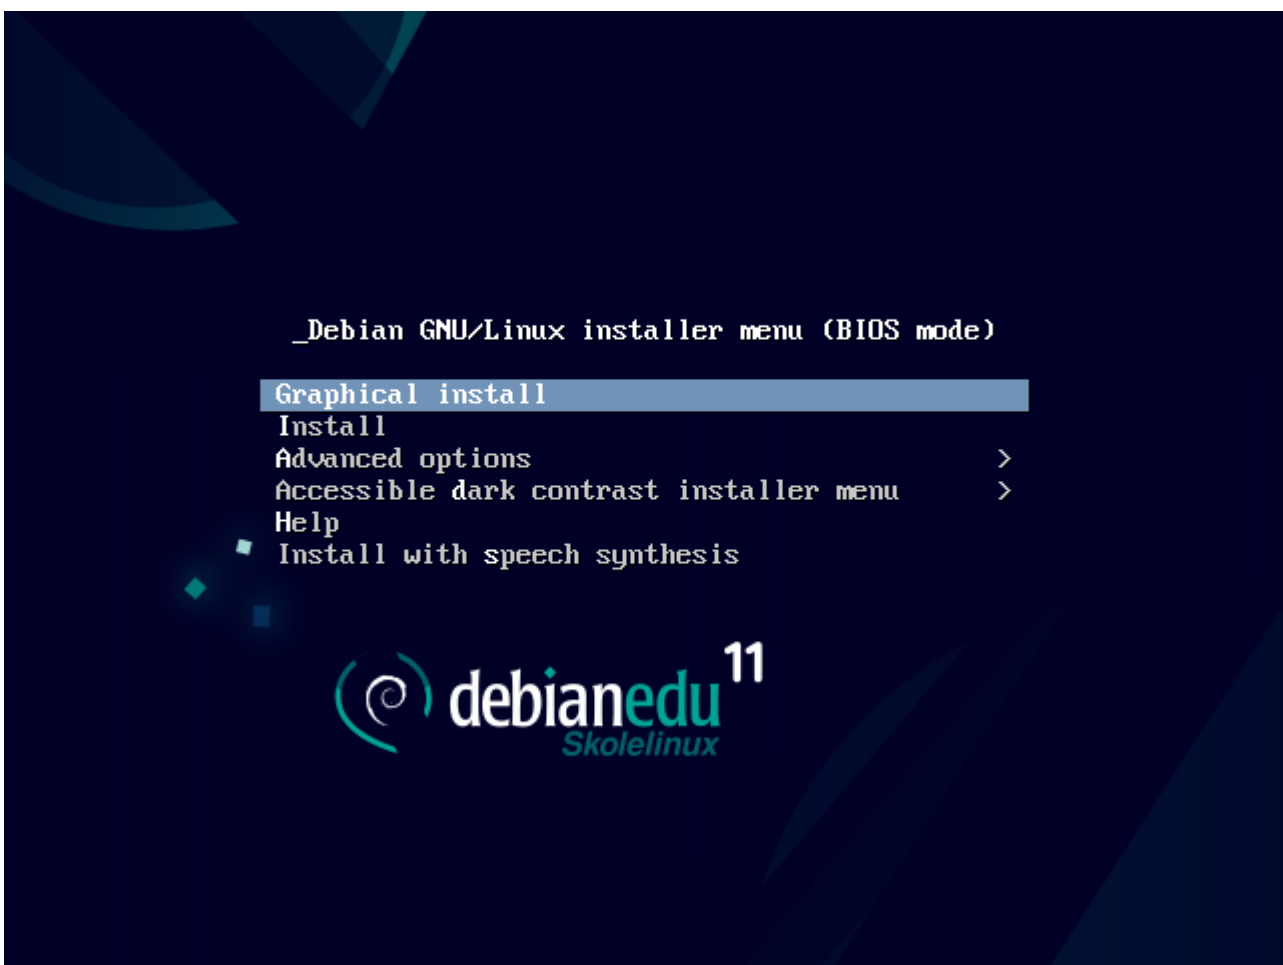 _Debian GNU/Linux installer menu (BIOS mode)
Graphical install
Install
Advanced options >
Accessible dark contrast installer menu >
Help
Install with speech synthesis
debianedu 11
Skolelinux